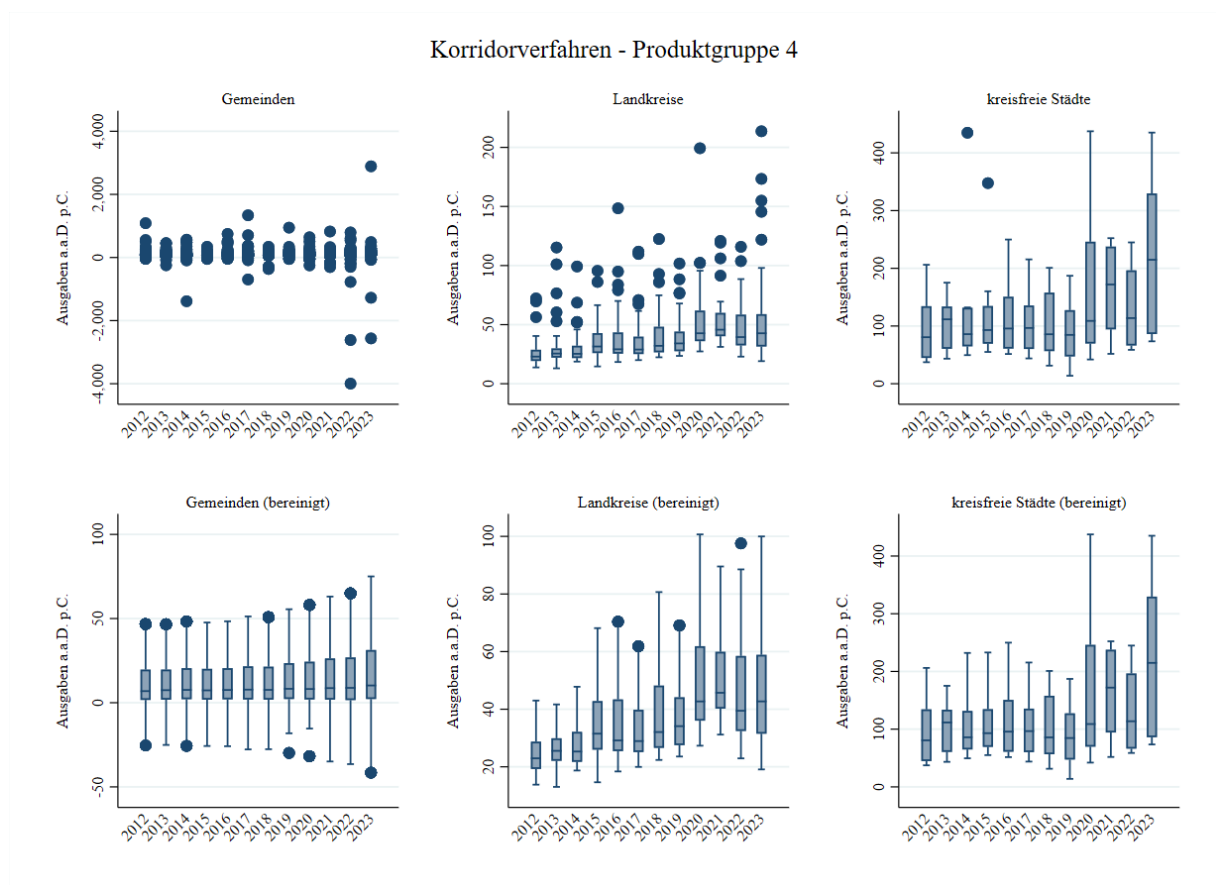 Korridorverfahren - Produktgruppe 4
Gemeinden
Ausgaben a.a.D. p.C.
4,000
2,000
0
-2,000
-4,000
2012 2013 2014 2015 2016 2017 2018 2019 2020 2021 2022 2023
Landkreise
Ausgaben a.a.D. p.C.
200
150
100
50
0
2012 2013 2014 2015 2016 2017 2018 2019 2020 2021 2022 2023
kreisfreie Städte
Ausgaben a.a.D. p.C.
400
300
200
100
0
2012 2013 2014 2015 2016 2017 2018 2019 2020 2021 2022 2023
Gemeinden (bereinigt)
Ausgaben a.a.D. p.C.
100
50
0
-50
2012 2013 2014 2015 2016 2017 2018 2019 2020 2021 2022 2023
Landkreise (bereinigt)
Ausgaben a.a.D. p.C.
100
80
60
40
20
2012 2013 2014 2015 2016 2017 2018 2019 2020 2021 2022 2023
kreisfreie Städte (bereinigt)
Ausgaben a.a.D. p.C.
400
300
200
100
0
2012 2013 2014 2015 2016 2017 2018 2019 2020 2021 2022 2023